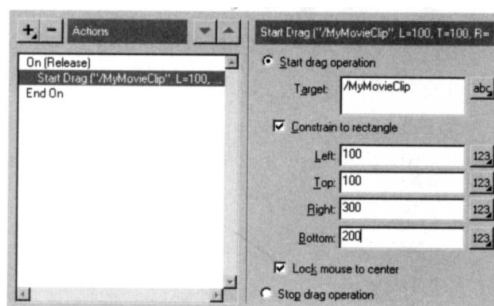 + - Actions
On (Release)
Start Drag ("/MyMovieClip", L=100,
End On
Start Drag ("/MyMovieClip", L=100, T=100, R=
Start drag operation
Target: /MyMovieClip abc
Constrain to rectangle
Left: 100 123
Top: 100 123
Right: 300 123
Bottom: 200 123
Lock mouse to center
Stop drag operation